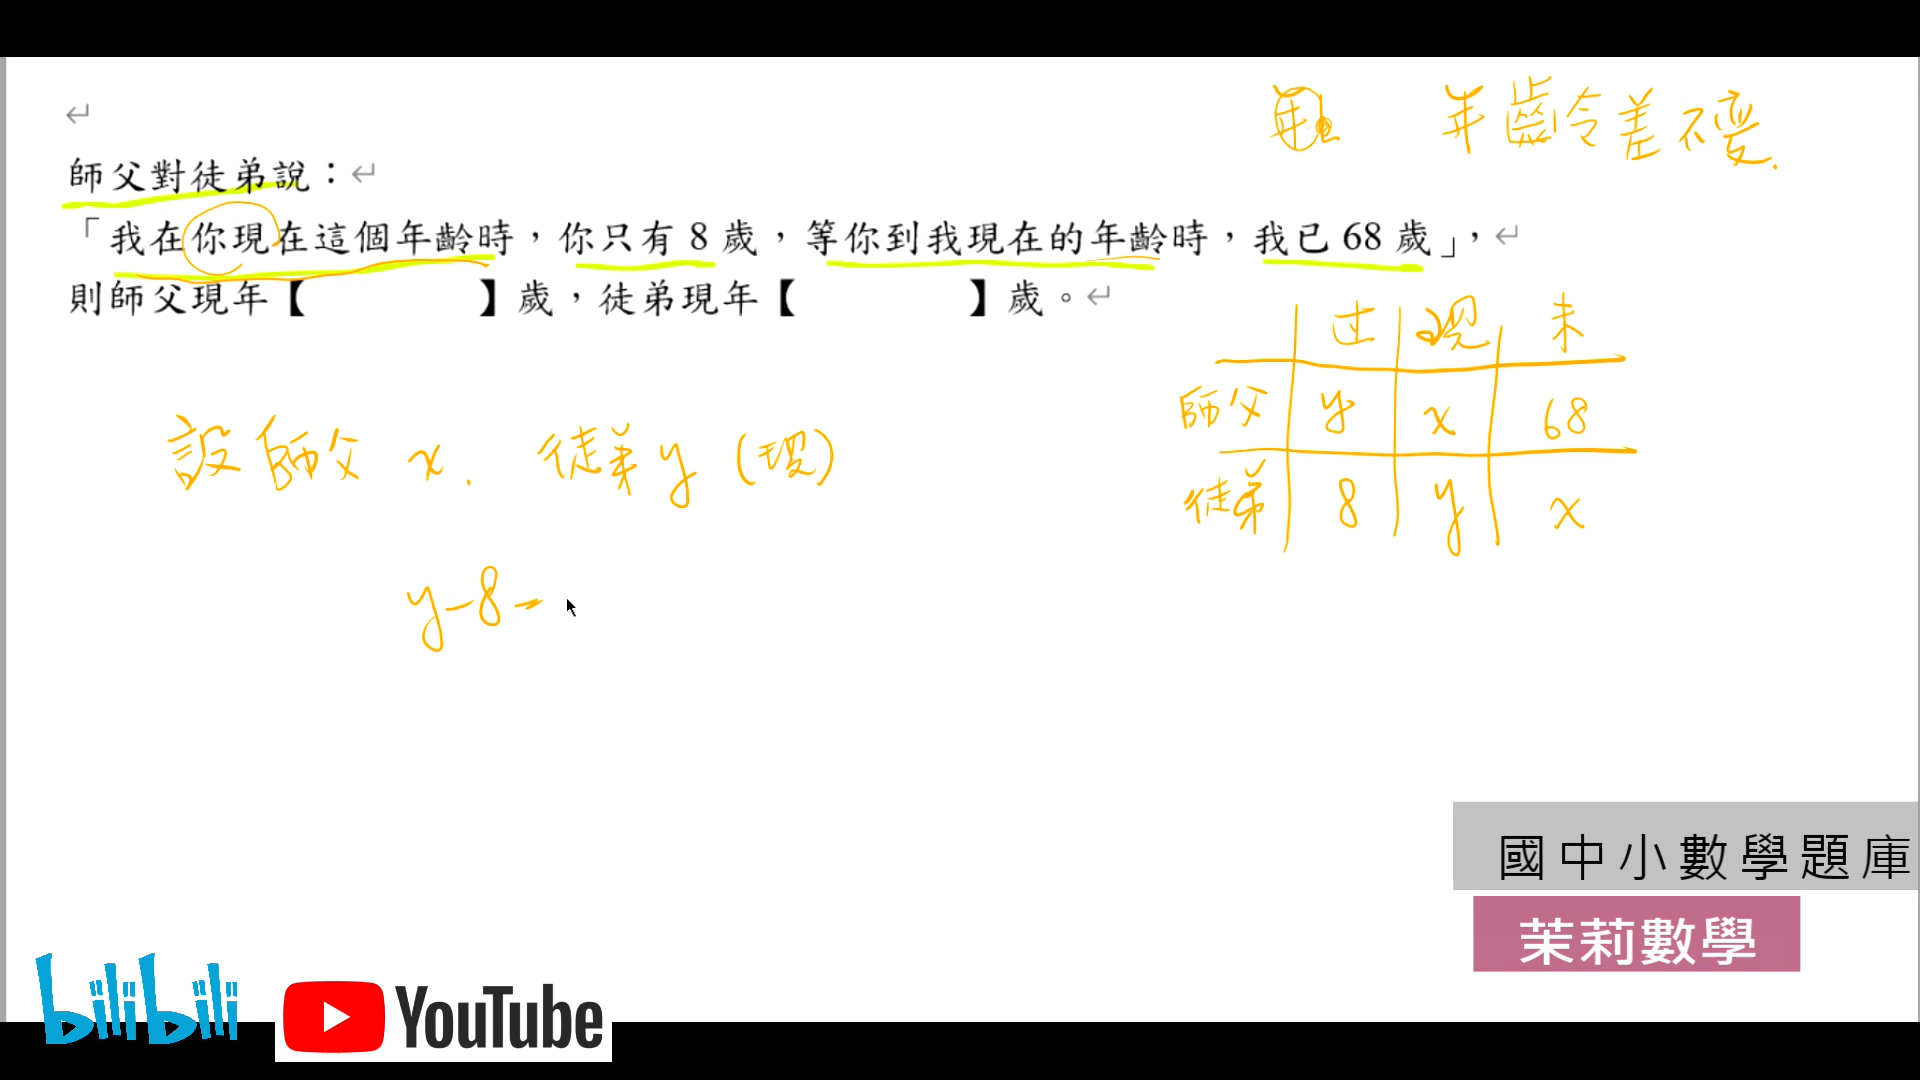 年齡差不變.
師父對徒弟說：
「我在你現在這個年齡時，你只有 8 歲，等你到我現在的年齡時，我已 68 歲」，
則師父現年【　　　　】歲，徒弟現年【　　　　】歲。
過 現 未
師父 y x 68
徒弟 8 y x
設師父 x. 徒弟 y (現)
y-8=
國中小數學題庫
茉莉數學
bilibili YouTube